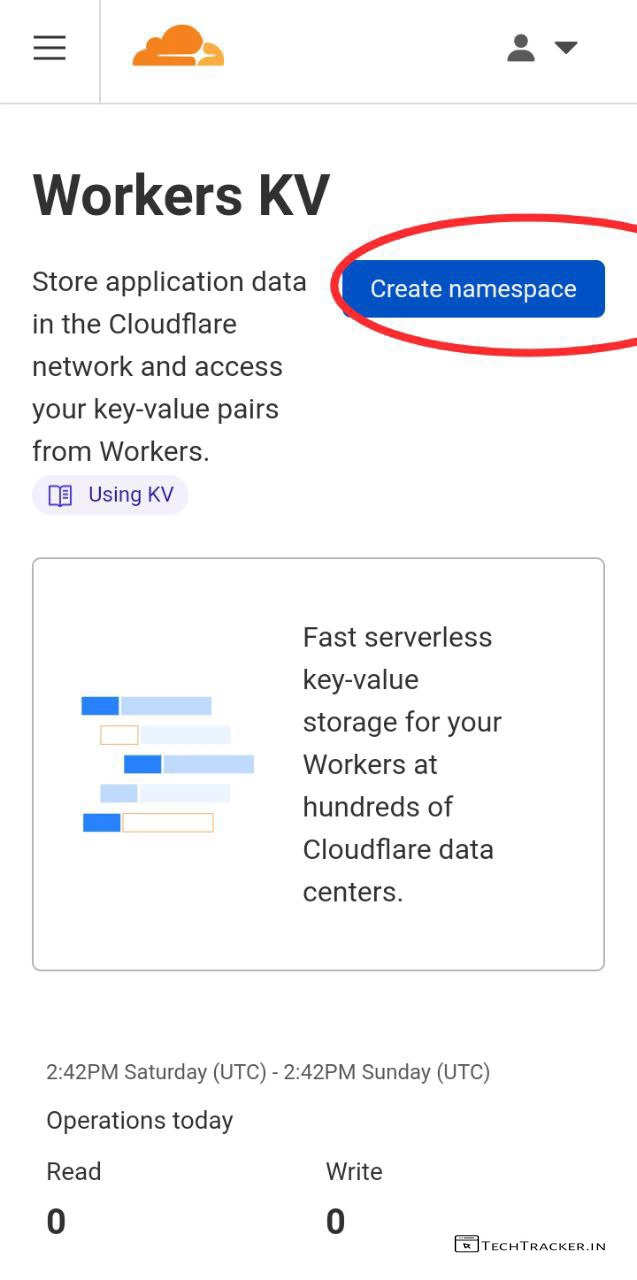 Workers KV
Store application data
in the Cloudflare
network and access
your key-value pairs
from Workers.
Create namespace
Using KV
Fast serverless
key-value
storage for your
Workers at
hundreds of
Cloudflare data
centers.
2:42PM Saturday (UTC) - 2:42PM Sunday (UTC)
Operations today
Read
Write
0
0
TECHTRACKER.IN